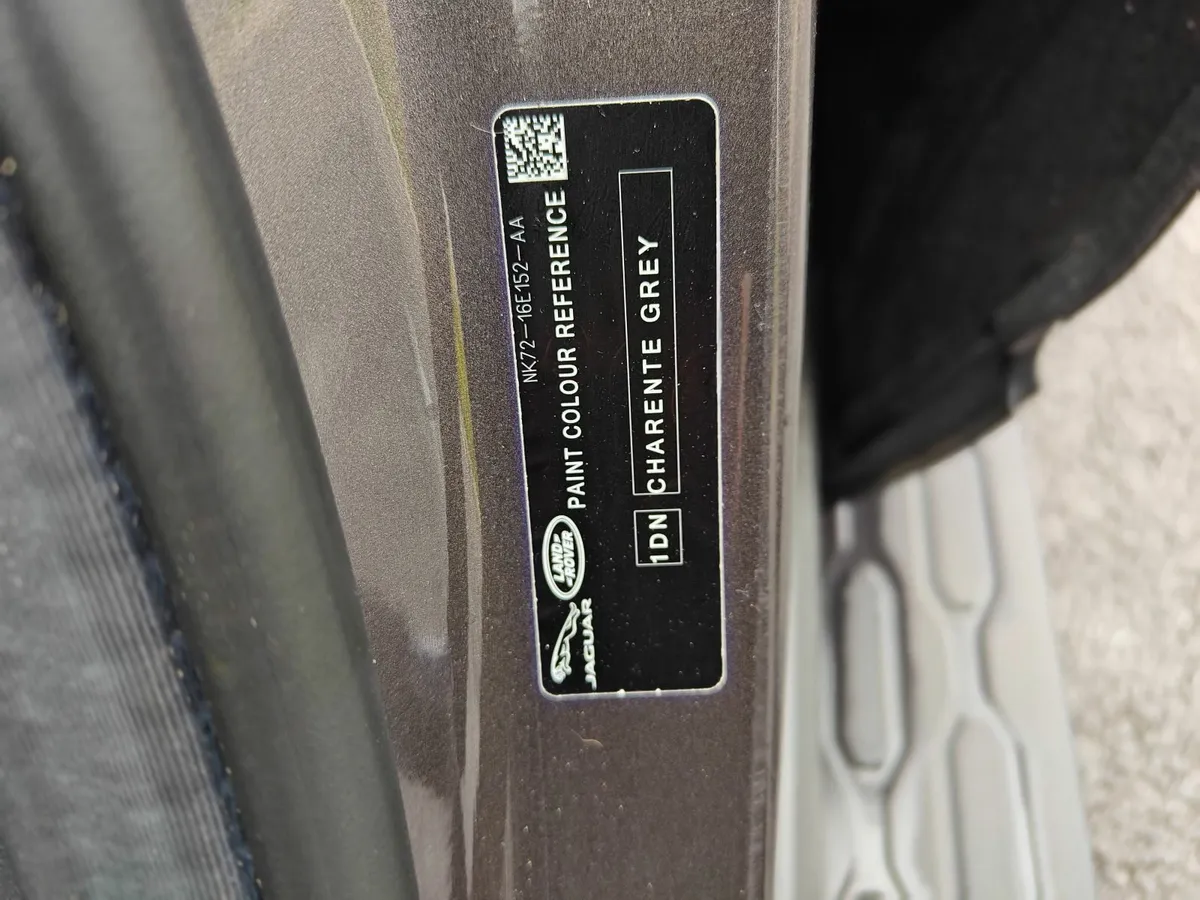 NK72-16E152-AA
JAGUAR
LAND-
-ROVER
PAINT COLOUR REFERENCE
1DN
CHARENTE GREY